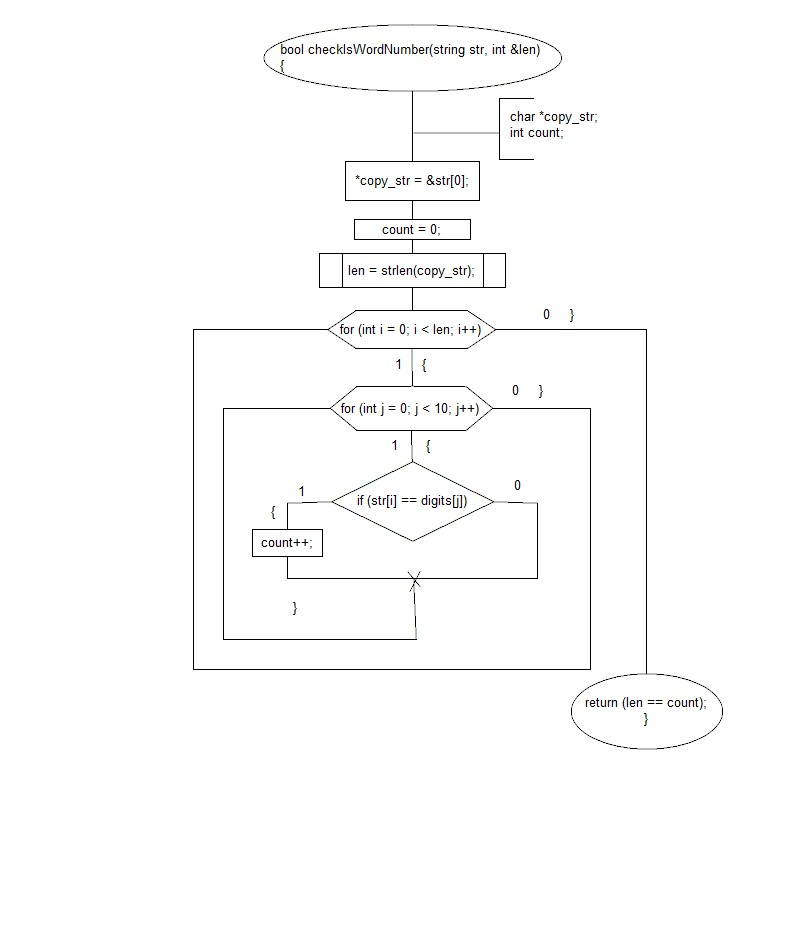 bool checkIsWordNumber(string str, int &len)
{
char *copy_str;
int count;
*copy_str = &str[0];
count = 0;
len = strlen(copy_str);
for (int i = 0; i < len; i++)
0 }
1 {
for (int j = 0; j < 10; j++)
0 }
1 {
if (str[i] == digits[j])
1
0
{
count++;
}
return (len == count);
}